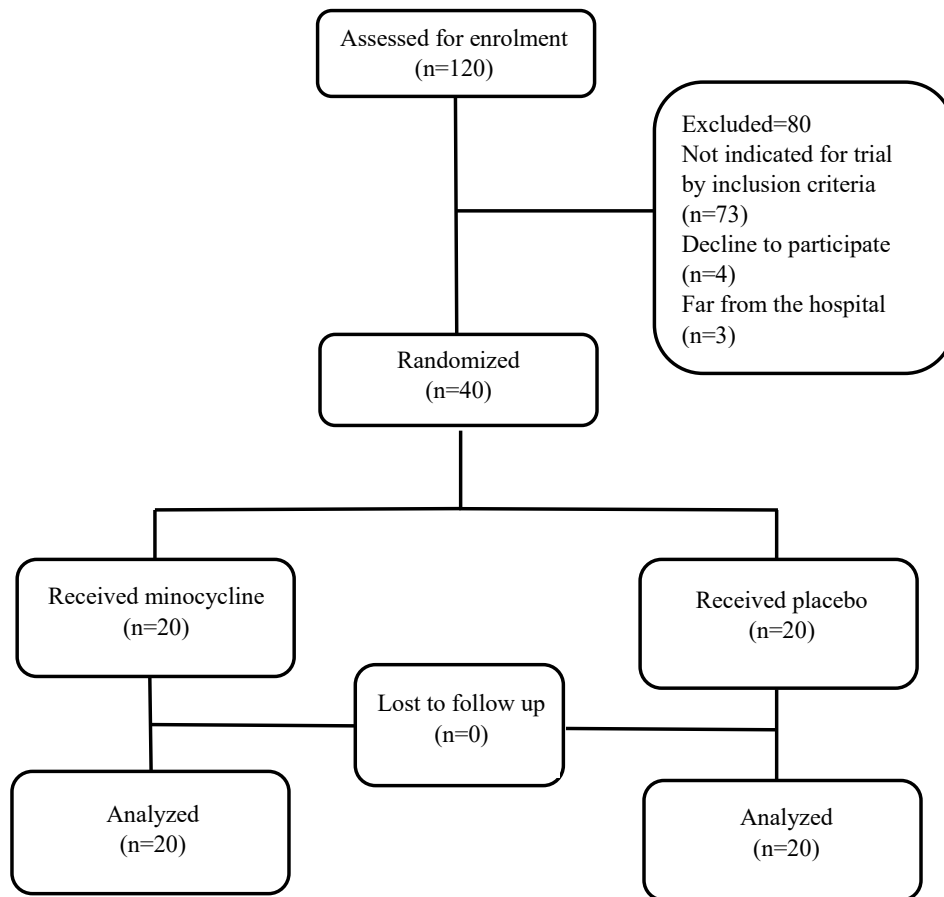 Assessed for enrolment
(n=120)
Excluded=80
Not indicated for trial
by inclusion criteria
(n=73)
Decline to participate
(n=4)
Far from the hospital
(n=3)
Randomized
(n=40)
Received minocycline
(n=20)
Received placebo
(n=20)
Lost to follow up
(n=0)
Analyzed
(n=20)
Analyzed
(n=20)